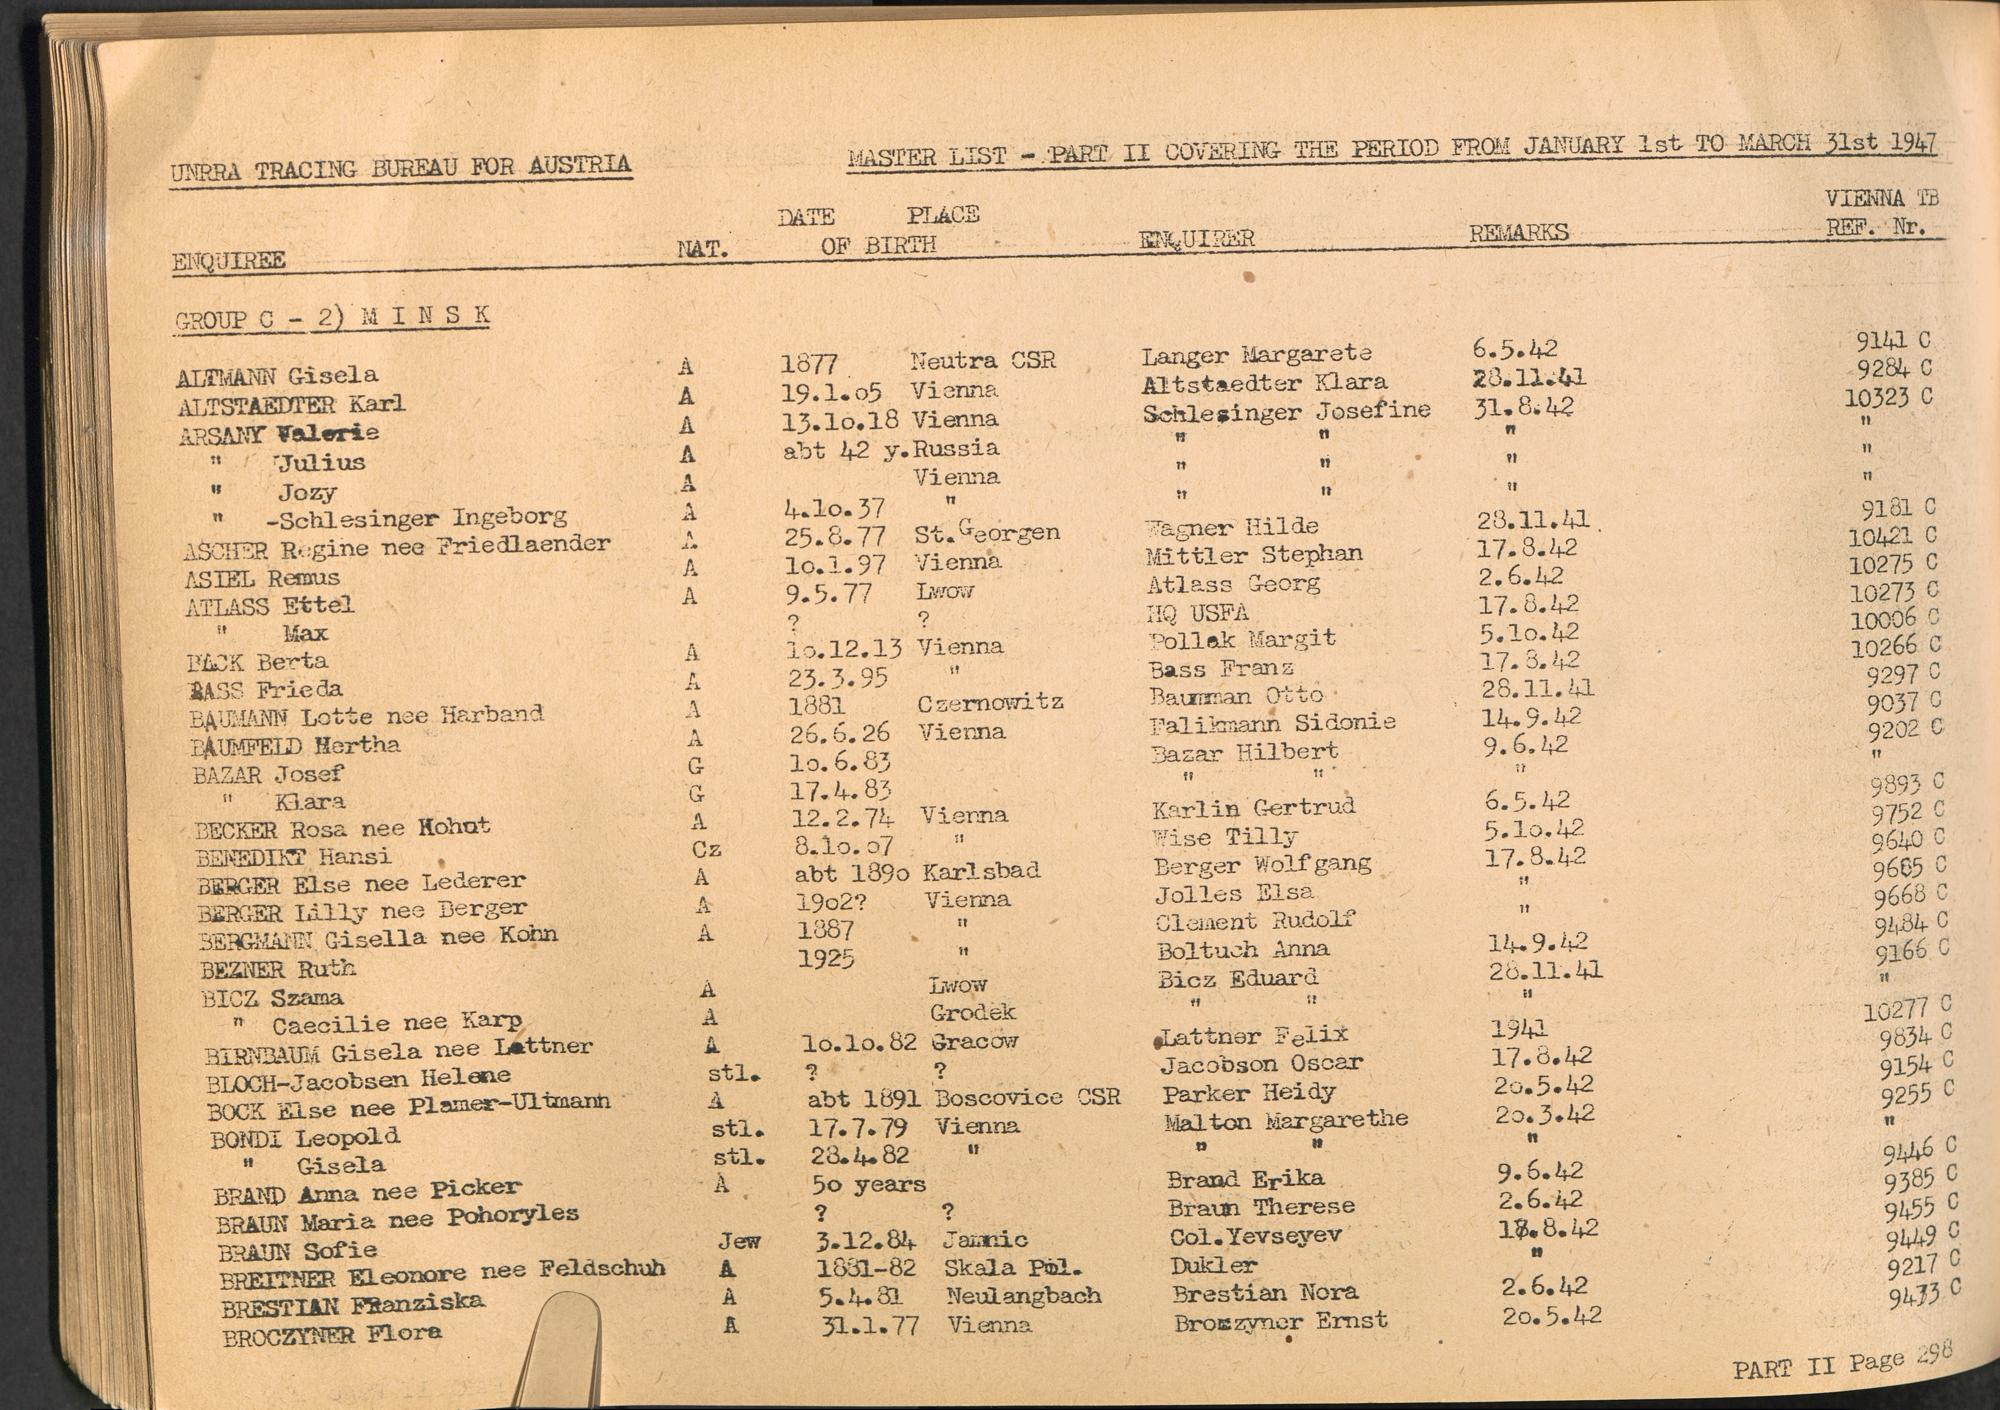 UNRRA TRACING BUREAU FOR AUSTRIA MASTER LIST - PART II COVERING THE PERIOD FROM JANUARY 1st TO MARCH 31st 1947
DATE PLACE VIENNA TB
ENQUIREE NAT. OF BIRTH ENQUIRER REMARKS REF. Nr.
GROUP C - 2) M I N S K
ALTMANN Gisela A 1877 Neutra CSR Langer Margarete 6.5.42 9141 C
ALTSTAEDTER Karl A 19.1.o5 Vienna Altstaedter Klara 28.11.41 9284 C
ARSANY Valerie A 13.1o.18 Vienna Schlesinger Josefine 31.8.42 10323 C
" Julius A abt 42 y. Russia " " " "
" Jozy A Vienna " " " "
" -Schlesinger Ingeborg A 4.1o.37 " " " " "
ASCHER Regine nee Friedlaender A 25.8.77 St.Georgen Wagner Hilde 28.11.41 9181 C
ASIEL Remus A 1o.1.97 Vienna Mittler Stephan 17.8.42 10421 C
ATLASS Ettel A 9.5.77 Lwow Atlass Georg 2.6.42 10275 C
" Max ? ? HQ USFA 17.8.42 10273 C
BACK Berta A 1o.12.13 Vienna Pollak Margit 5.1o.42 10006 C
BASS Frieda A 23.3.95 " Bass Franz 17.8.42 10266 C
BAUMANN Lotte nee Harband A 1881 Czernowitz Bauman Otto 28.11.41 9297 C
BAUMFELD Hertha A 26.6.26 Vienna Falikmann Sidonie 14.9.42 9037 C
BAZAR Josef G 1o.6.83 Bazar Hilbert 9.6.42 9202 C
" Klara G 17.4.83 " " " "
BECKER Rosa nee Kohut A 12.2.74 Vienna Karlin Gertrud 6.5.42 9893 C
BENEDIKT Hansi Cz 8.1o.o7 " Wise Tilly 5.1o.42 9752 C
BERGER Else nee Lederer A abt 189o Karlsbad Berger Wolfgang 17.8.42 9640 C
BERGER Lilly nee Berger A 19o2? Vienna Jolles Elsa " 9685 C
BERGMANN Gisella nee Kohn A 1887 " Clement Rudolf " 9668 C
BEZNER Ruth 1925 " Boltuch Anna 14.9.42 9484 C
BICZ Szama A Lwow Bicz Eduard 28.11.41 9166 C
" Caecilie nee Karp A Grodek " " " "
BIRNBAUM Gisela nee Lattner A 1o.1o.82 Gracow Lattner Felix 1941 10277 C
BLOCH-Jacobsen Helene stl. ? ? Jacobson Oscar 17.8.42 9834 C
BOCK Else nee Plamer-Ultmann A abt 1891 Boscovice CSR Parker Heidy 2o.5.42 9154 C
BONDI Leopold stl. 17.7.79 Vienna Malton Margarethe 2o.3.42 9255 C
" Gisela stl. 28.4.82 " " " " "
BRAND Anna nee Picker A 5o years Brand Erika 9.6.42 9446 C
BRAUN Maria nee Pohoryles ? ? Braun Therese 2.6.42 9385 C
BRAUN Sofie Jew 3.12.84 Jamnic Col.Yevseyev 18.8.42 9455 C
BREITNER Eleonore nee Feldschuh A 1881-82 Skala Pol. Dukler " 9449 C
BRESTIAN Franziska A 5.4.81 Neulangbach Brestian Nora 2.6.42 9217 C
BROCZYNER Flora A 31.1.77 Vienna Broczyner Ernst 2o.5.42 C
PART II Page 298